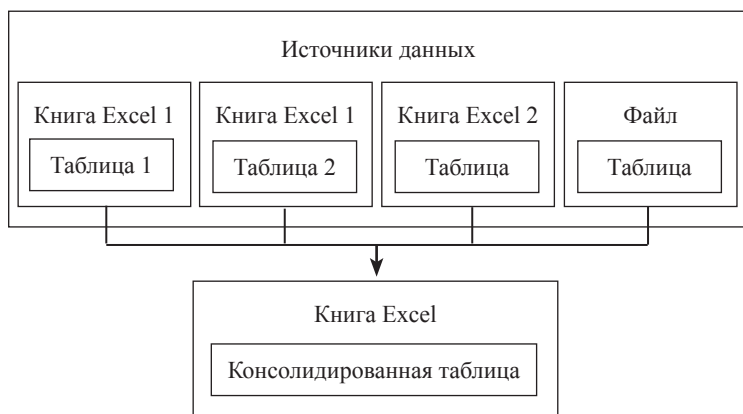 Источники данных
Книга Excel 1
Таблица 1
Книга Excel 1
Таблица 2
Книга Excel 2
Таблица
Файл
Таблица
Книга Excel
Консолидированная таблица